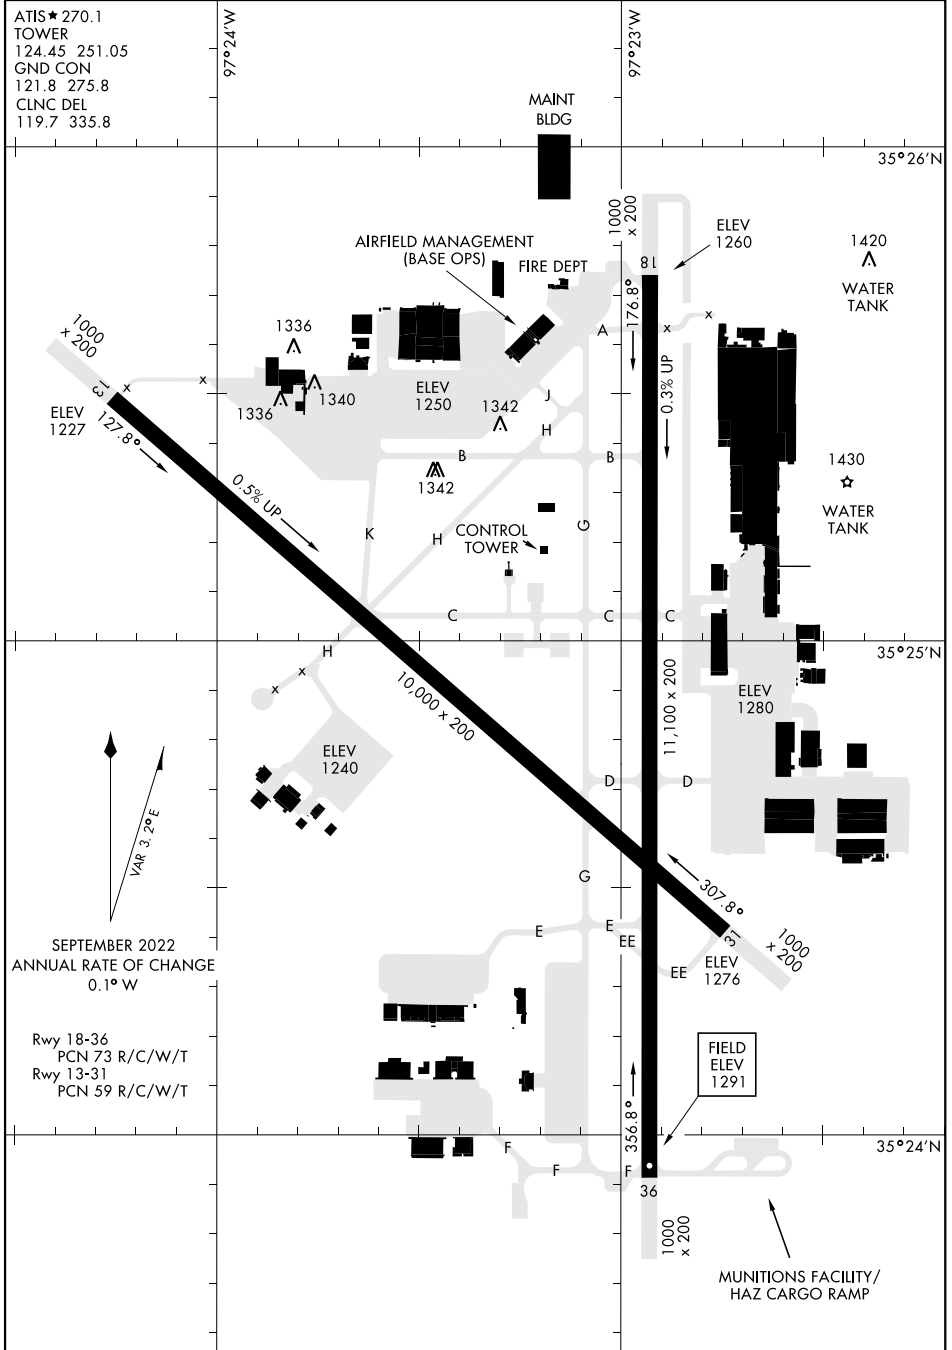 ATIS★270.1
TOWER
124.45 251.05
GND CON
121.8 275.8
CLNC DEL
119.7 335.8
97°24'W
97°23'W
MAINT
BLDG
35°26'N
1000
x 200
ELEV
1260
1420
WATER
TANK
AIRFIELD MANAGEMENT
(BASE OPS)
FIRE DEPT
18
176.8°
A
x
x
0.3% UP
1000
x 200
1336
1336
1340
ELEV
1250
1342
J
H
x
x
13
ELEV
1227
127.8°
B
B
1342
1430
WATER
TANK
0.5% UP
K
H
G
CONTROL
TOWER
C
C
C
35°25'N
H
x
x
10,000 x 200
11,100 x 200
ELEV
1280
ELEV
1240
D
D
VAR 3.2° E
G
307.8°
E
E
EE
31
1000
x 200
EE
ELEV
1276
SEPTEMBER 2022
ANNUAL RATE OF CHANGE
0.1° W
Rwy 18-36
PCN 73 R/C/W/T
Rwy 13-31
PCN 59 R/C/W/T
FIELD
ELEV
1291
356.8°
35°24'N
F
F
F
36
1000
x 200
MUNITIONS FACILITY/
HAZ CARGO RAMP